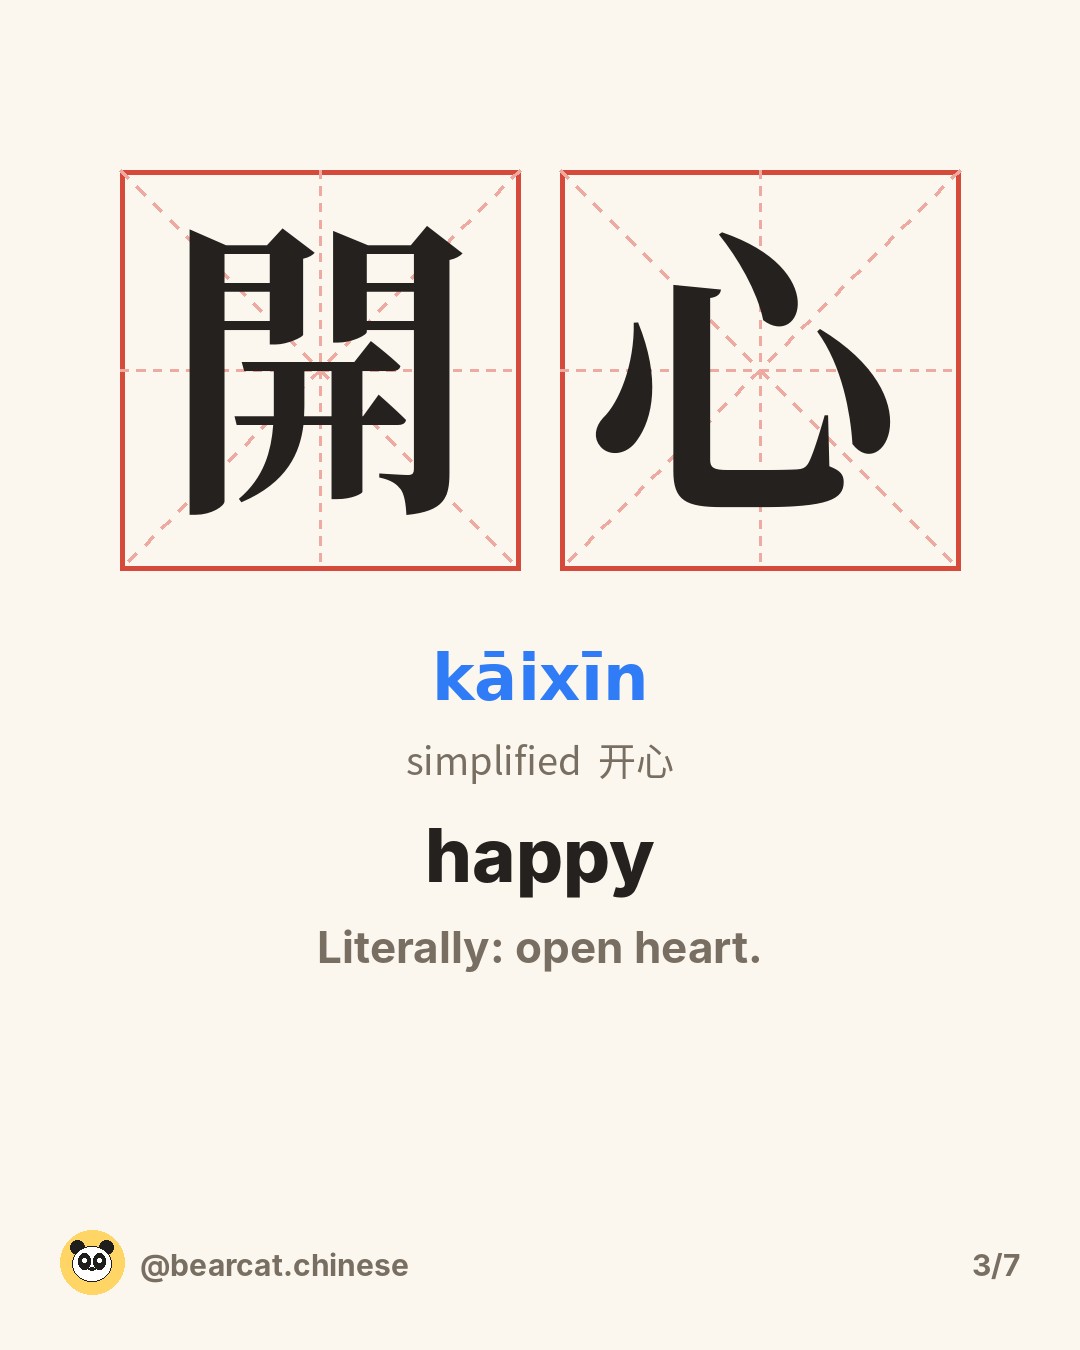 開心
kāixīn
simplified 开心
happy
Literally: open heart.
@bearcat.chinese
3/7